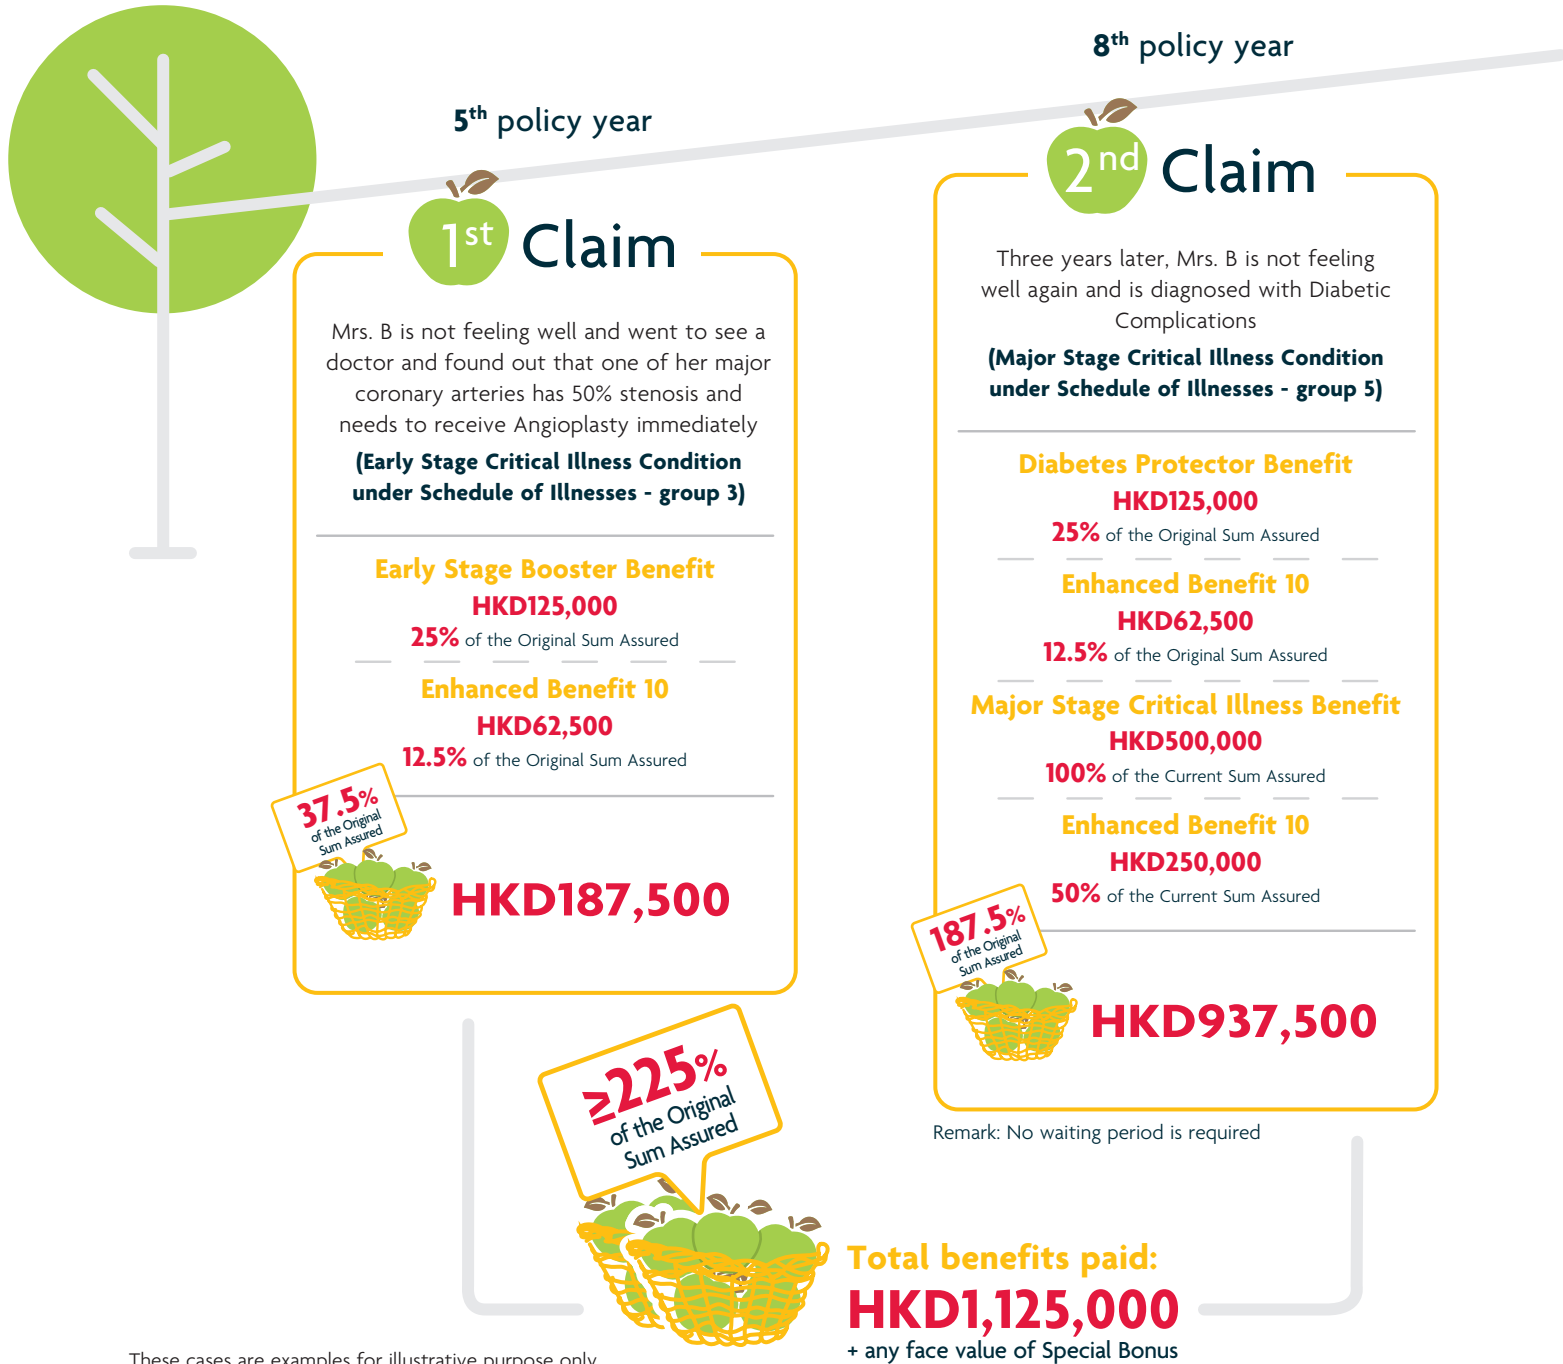 5th policy year
1st Claim
Mrs. B is not feeling well and went to see a
doctor and found out that one of her major
coronary arteries has 50% stenosis and
needs to receive Angioplasty immediately
(Early Stage Critical Illness Condition
under Schedule of Illnesses - group 3)
Early Stage Booster Benefit
HKD125,000
25% of the Original Sum Assured
Enhanced Benefit 10
HKD62,500
12.5% of the Original Sum Assured
37.5%
of the Original
Sum Assured
HKD187,500
8th policy year
2nd Claim
Three years later, Mrs. B is not feeling
well again and is diagnosed with Diabetic
Complications
(Major Stage Critical Illness Condition
under Schedule of Illnesses - group 5)
Diabetes Protector Benefit
HKD125,000
25% of the Original Sum Assured
Enhanced Benefit 10
HKD62,500
12.5% of the Original Sum Assured
Major Stage Critical Illness Benefit
HKD500,000
100% of the Current Sum Assured
Enhanced Benefit 10
HKD250,000
50% of the Current Sum Assured
187.5%
of the Original
Sum Assured
HKD937,500
Remark: No waiting period is required
≥225%
of the Original
Sum Assured
Total benefits paid:
HKD1,125,000
+ any face value of Special Bonus
These cases are examples for illustrative purpose only